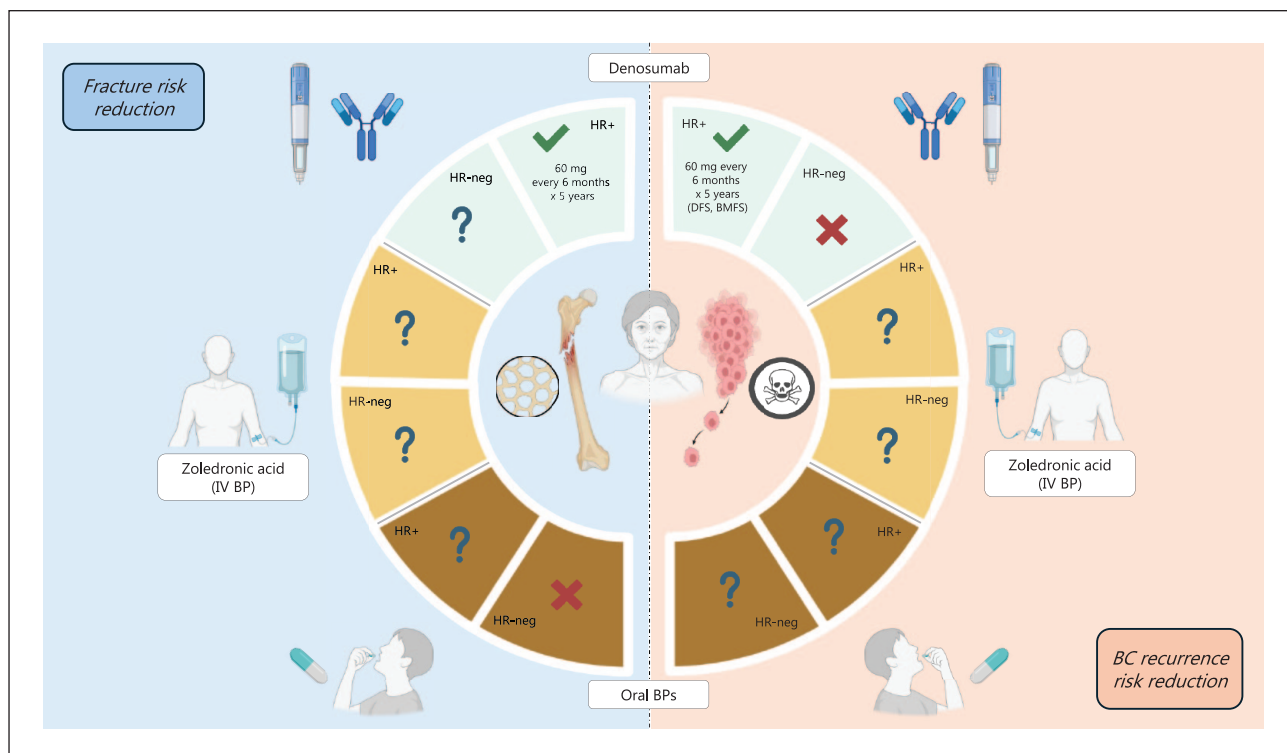 Fracture risk
reduction
Denosumab
HR+
60 mg
every 6 months
x 5 years
HR-neg
?
HR+
?
HR-neg
?
Zoledronic acid
(IV BP)
HR+
?
HR-neg
Oral BPs
HR+
60 mg every
6 months
x 5 years
(DFS, BMFS)
HR-neg
HR+
?
HR-neg
?
Zoledronic acid
(IV BP)
HR+
?
HR-neg
?
BC recurrence
risk reduction